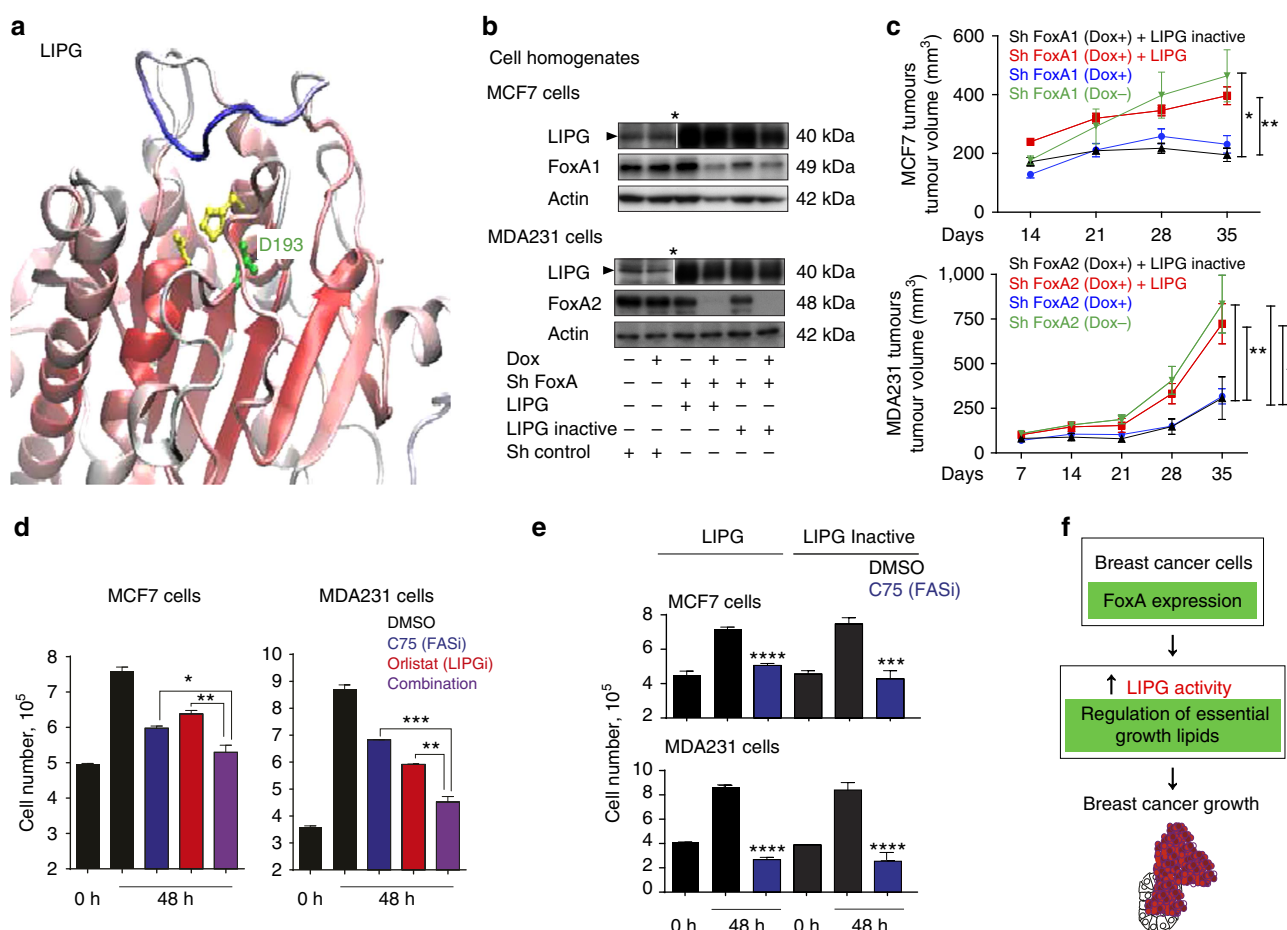 a
LIPG
D193
b
Cell homogenates
MCF7 cells
*
LIPG
40 kDa
FoxA1
49 kDa
Actin
42 kDa
MDA231 cells
*
LIPG
40 kDa
FoxA2
48 kDa
Actin
42 kDa
Dox – + – + – +
Sh FoxA – – + + + +
LIPG – – + + 
LIPG inactive – – + +
Sh control + +
c
MCF7 tumours
tumour volume (mm³)
600
400
200
0
Sh FoxA1 (Dox+) + LIPG inactive
Sh FoxA1 (Dox+) + LIPG
Sh FoxA1 (Dox+)
Sh FoxA1 (Dox–)
* **
Days 14 21 28 35
MDA231 tumours
tumour volume (mm³)
1,000
750
500
250
0
Sh FoxA2 (Dox+) + LIPG inactive
Sh FoxA2 (Dox+) + LIPG
Sh FoxA2 (Dox+)
Sh FoxA2 (Dox–)
**
Days 7 14 21 28 35
d
MCF7 cells
Cell number, 10⁵
11
10
9
8
7
6
5
4
3
2
*
**
0 h 48 h
MDA231 cells
DMSO
C75 (FASi)
Orlistat (LIPGi)
Combination
10
9
8
7
6
5
4
3
2
***
**
0 h 48 h
e
LIPG LIPG Inactive
DMSO
C75 (FASi)
MCF7 cells
8
6
4
2
**** ***
MDA231 cells
Cell number, 10⁵
10
8
6
4
2
0
**** ****
0 h 48 h 0 h 48 h
f
Breast cancer cells
FoxA expression
↓
↑ LIPG activity
Regulation of essential
growth lipids
↓
Breast cancer growth